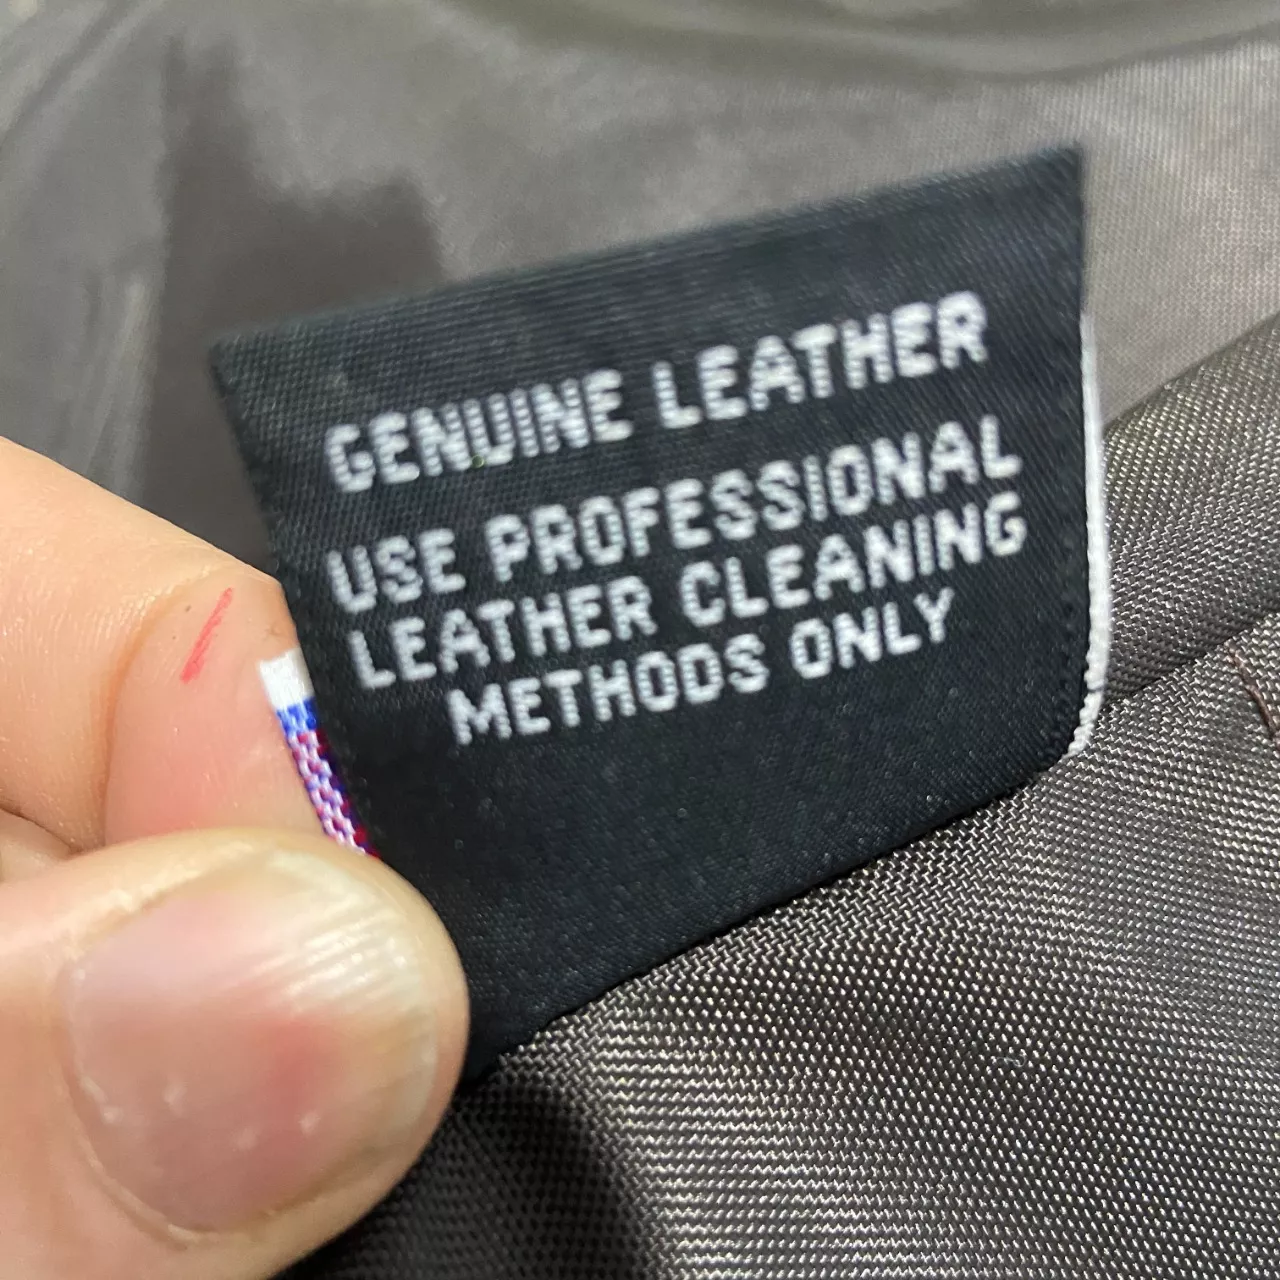 GENUINE LEATHER
USE PROFESSIONAL
LEATHER CLEANING
METHODS ONLY